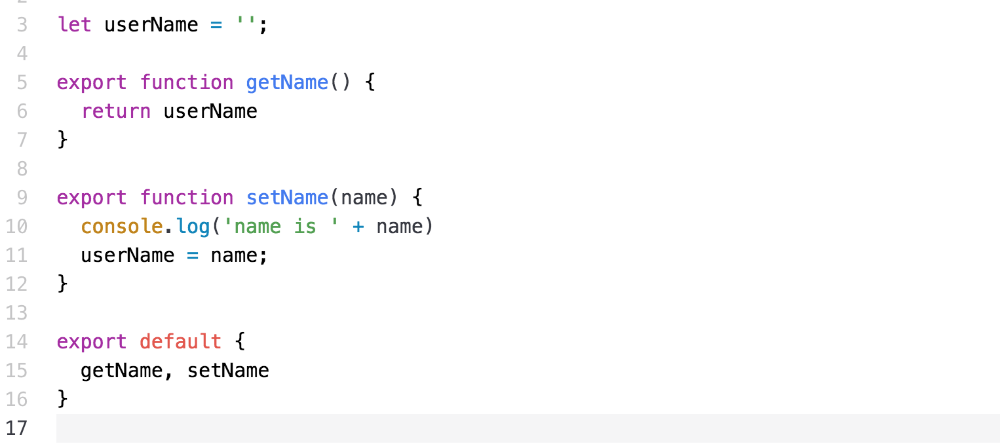 3 let userName = '';
4
5 export function getName() {
6 return userName
7 }
8
9 export function setName(name) {
10 console.log('name is ' + name)
11 userName = name;
12 }
13
14 export default {
15 getName, setName
16 }
17